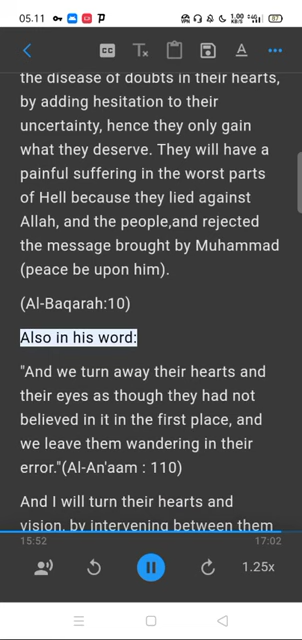 05.11
1,00 KB/S
87
CC
the disease of doubts in their hearts,
by adding hesitation to their
uncertainty, hence they only gain
what they deserve. They will have a
painful suffering in the worst parts
of Hell because they lied against
Allah, and the people,and rejected
the message brought by Muhammad
(peace be upon him).
(Al-Baqarah:10)
Also in his word:
"And we turn away their hearts and
their eyes as though they had not
believed in it in the first place, and
we leave them wandering in their
error."(Al-An'aam : 110)
And I will turn their hearts and
vision, by intervening between them
15:52
17:02
1.25x